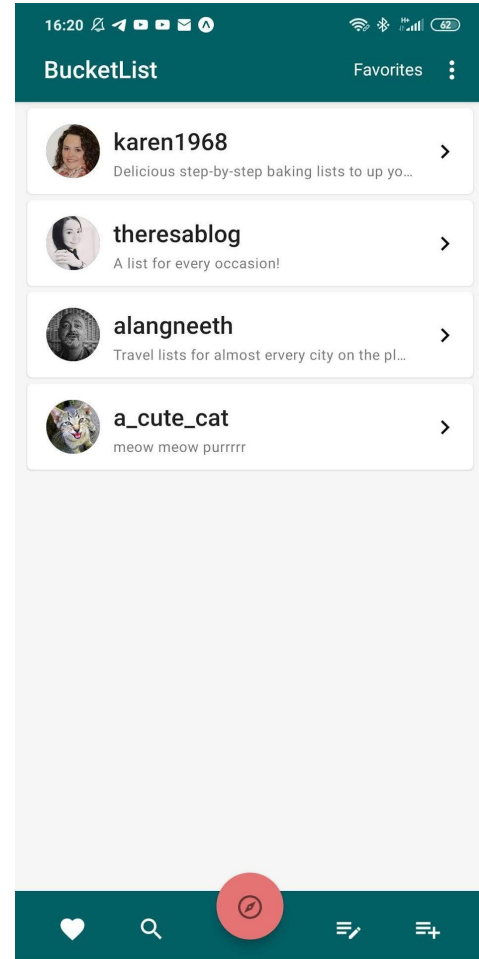 16:20 62
BucketList Favorites
karen1968
Delicious step-by-step baking lists to up yo...
theresablog
A list for every occasion!
alangneeth
Travel lists for almost ervery city on the pl...
a_cute_cat
meow meow purrrrr